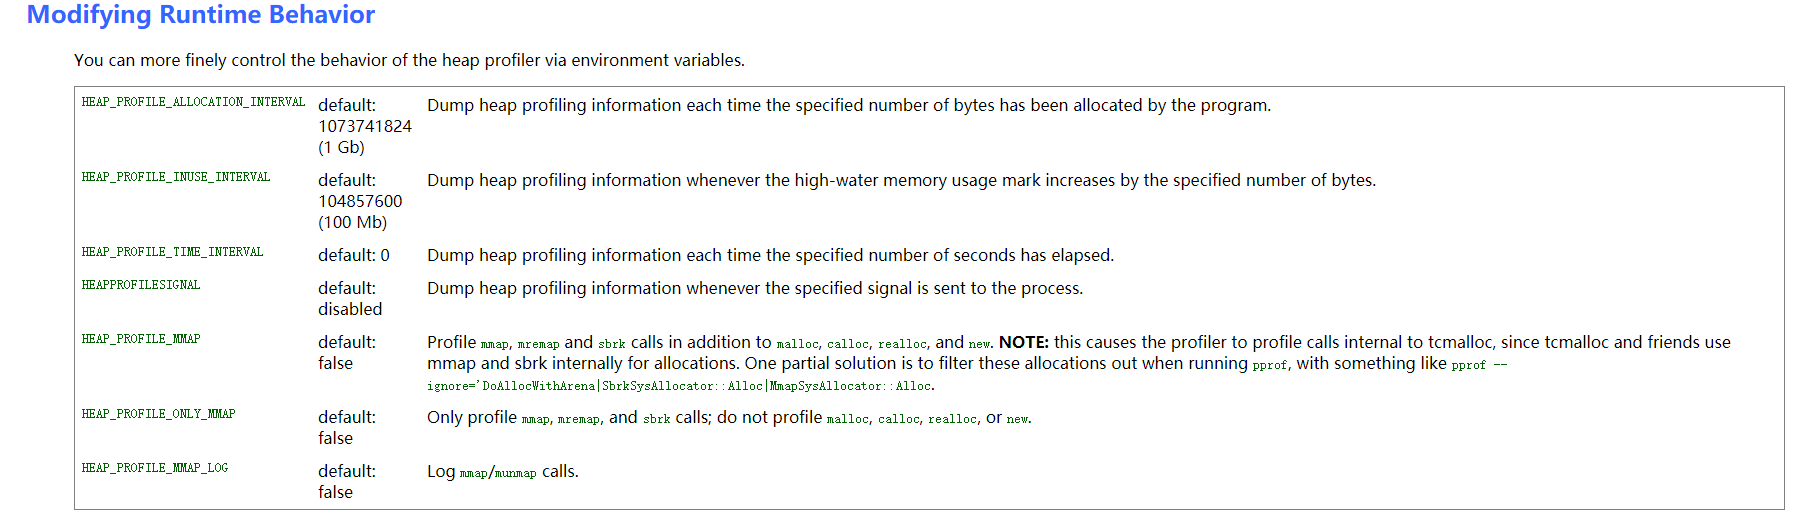 Modifying Runtime Behavior
You can more finely control the behavior of the heap profiler via environment variables.
HEAP_PROFILE_ALLOCATION_INTERVAL default: Dump heap profiling information each time the specified number of bytes has been allocated by the program.
1073741824
(1 Gb)
HEAP_PROFILE_INUSE_INTERVAL default: Dump heap profiling information whenever the high-water memory usage mark increases by the specified number of bytes.
104857600
(100 Mb)
HEAP_PROFILE_TIME_INTERVAL default: 0 Dump heap profiling information each time the specified number of seconds has elapsed.
HEAPPROFILESIGNAL default: Dump heap profiling information whenever the specified signal is sent to the process.
disabled
HEAP_PROFILE_MMAP default: Profile mmap, mremap and sbrk calls in addition to malloc, calloc, realloc, and new. NOTE: this causes the profiler to profile calls internal to tcmalloc, since tcmalloc and friends use
false mmap and sbrk internally for allocations. One partial solution is to filter these allocations out when running pprof, with something like pprof --
ignore='DoAllocWithArena|SbrkSysAllocator::Alloc|MmapSysAllocator::Alloc.
HEAP_PROFILE_ONLY_MMAP default: Only profile mmap, mremap, and sbrk calls; do not profile malloc, calloc, realloc, or new.
false
HEAP_PROFILE_MMAP_LOG default: Log mmap/munmap calls.
false